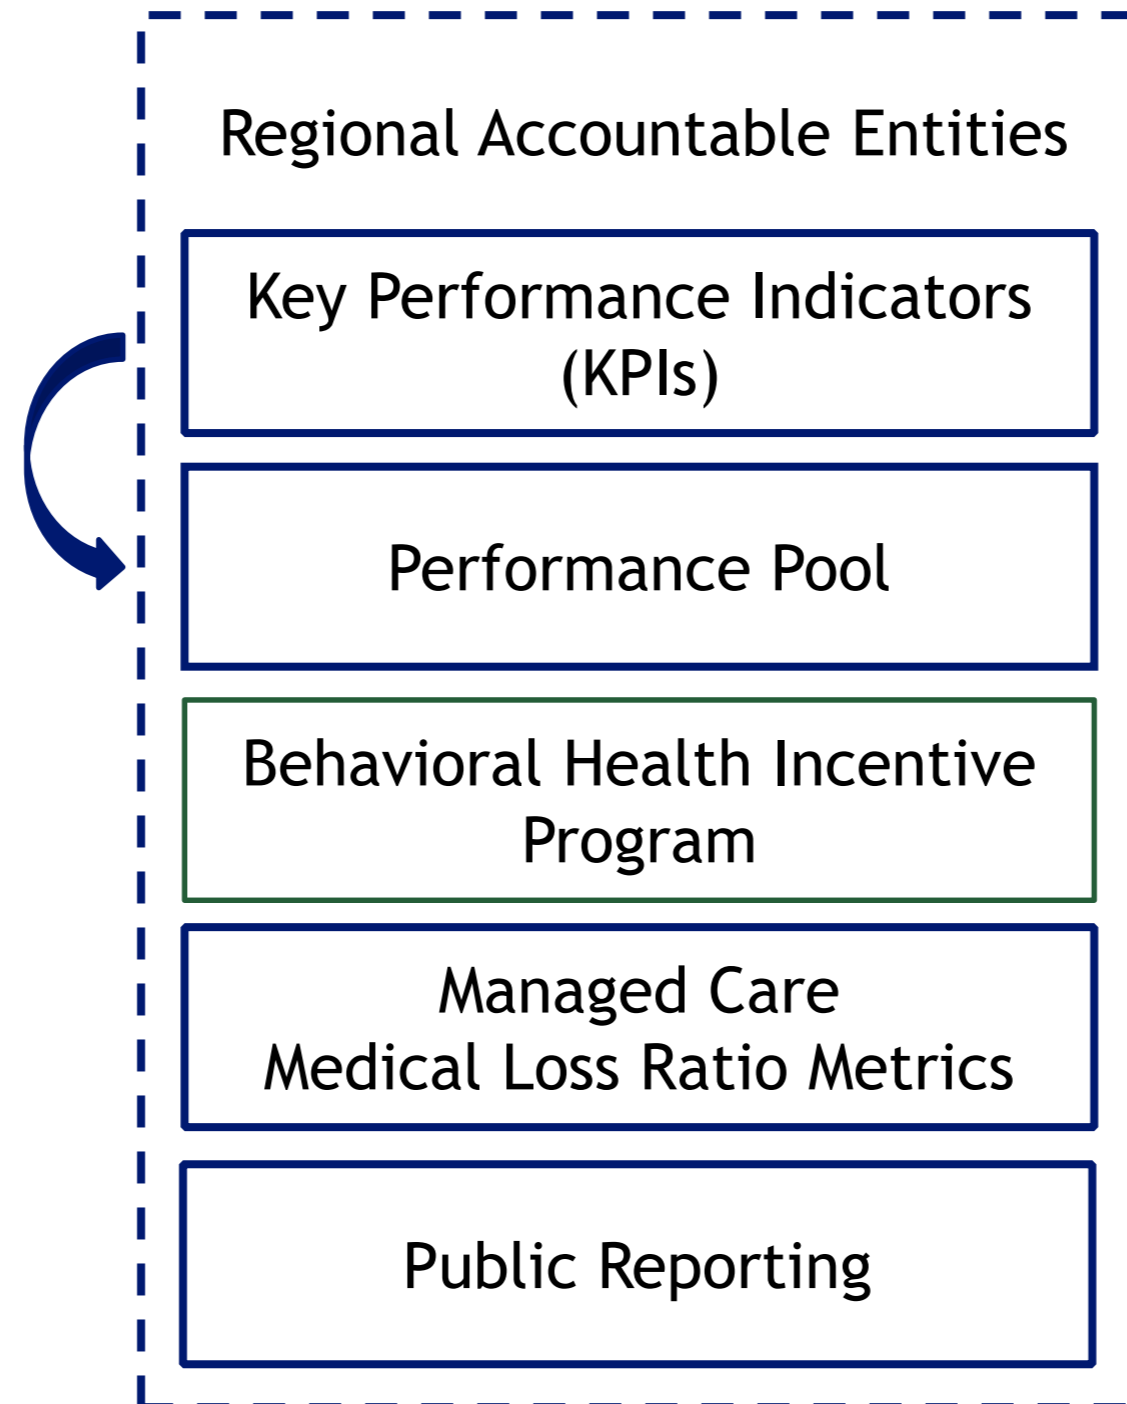 Regional Accountable Entities
Key Performance Indicators
(KPIs)
Performance Pool
Behavioral Health Incentive
Program
Managed Care
Medical Loss Ratio Metrics
Public Reporting